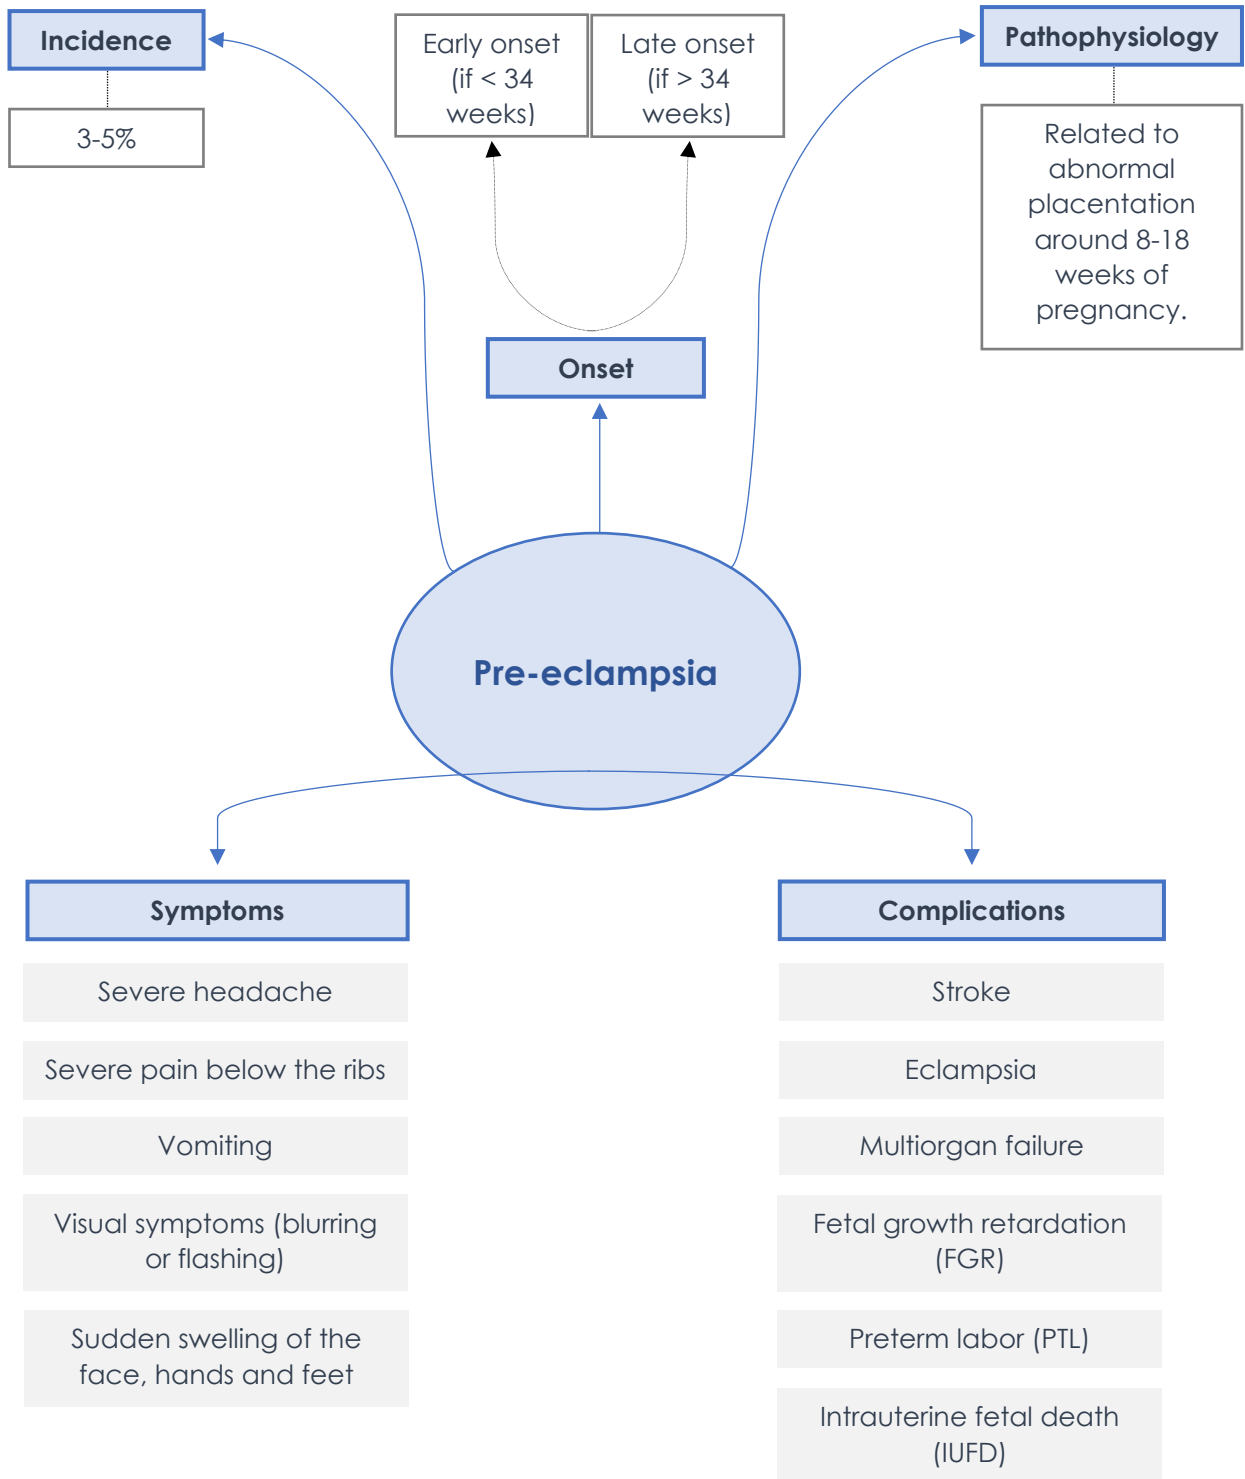 Incidence
3-5%
Early onset
(if < 34
weeks)
Late onset
(if > 34
weeks)
Pathophysiology
Related to
abnormal
placentation
around 8-18
weeks of
pregnancy.
Onset
Pre-eclampsia
Symptoms
Severe headache
Severe pain below the ribs
Vomiting
Visual symptoms (blurring
or flashing)
Sudden swelling of the
face, hands and feet
Complications
Stroke
Eclampsia
Multiorgan failure
Fetal growth retardation
(FGR)
Preterm labor (PTL)
Intrauterine fetal death
(IUFD)